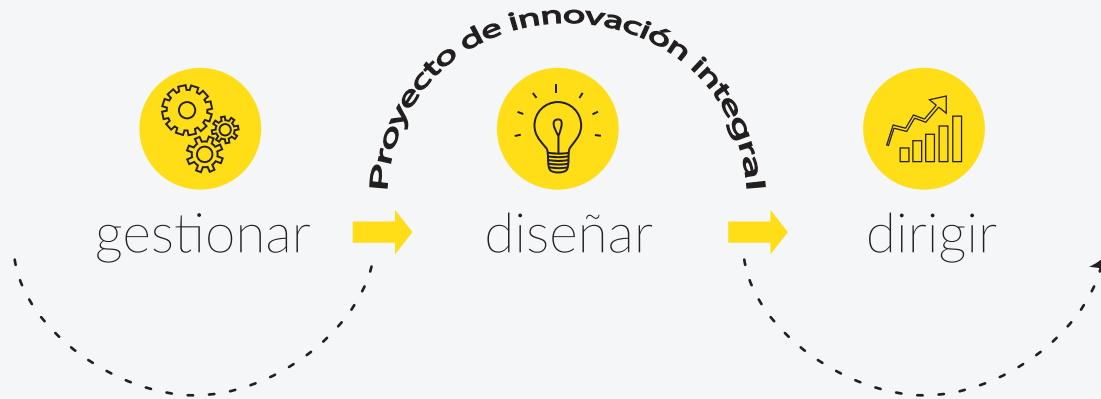 Proyecto de innovación integral
gestionar
diseñar
dirigir